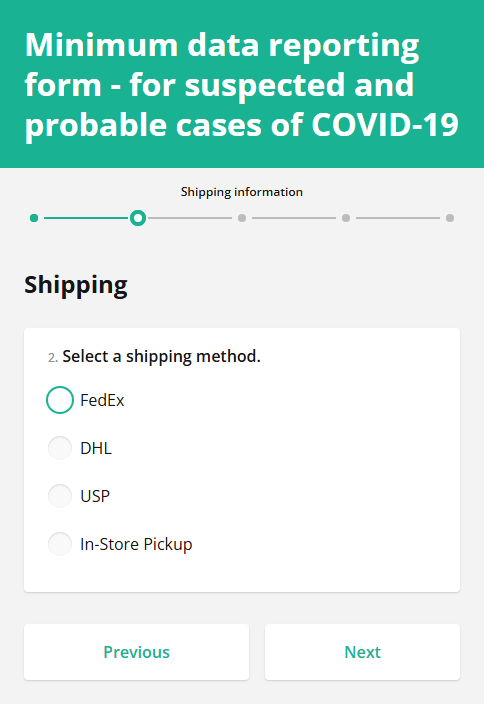 Minimum data reporting
form - for suspected and
probable cases of COVID-19
Shipping information
Shipping
2. Select a shipping method.
FedEx
DHL
USP
In-Store Pickup
Previous
Next